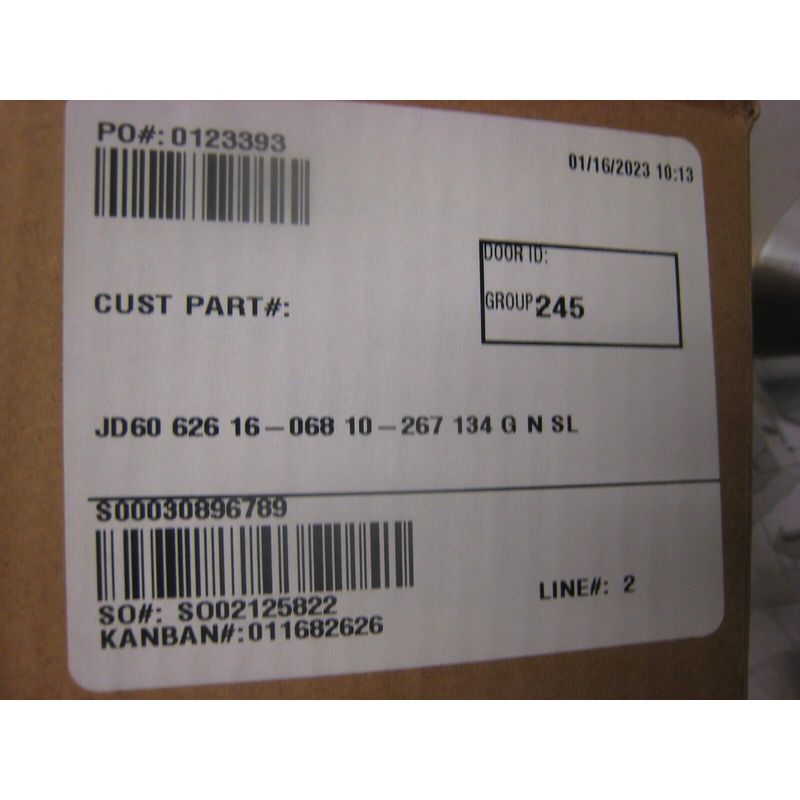 PO#: 0123393
01/16/2023 10:13
DOOR ID:
CUST PART#:
GROUP 245
JD60 626 16-068 10-267 134 G N SL
S00030896789
LINE#: 2
SO#: SO02125822
KANBAN#:011682626